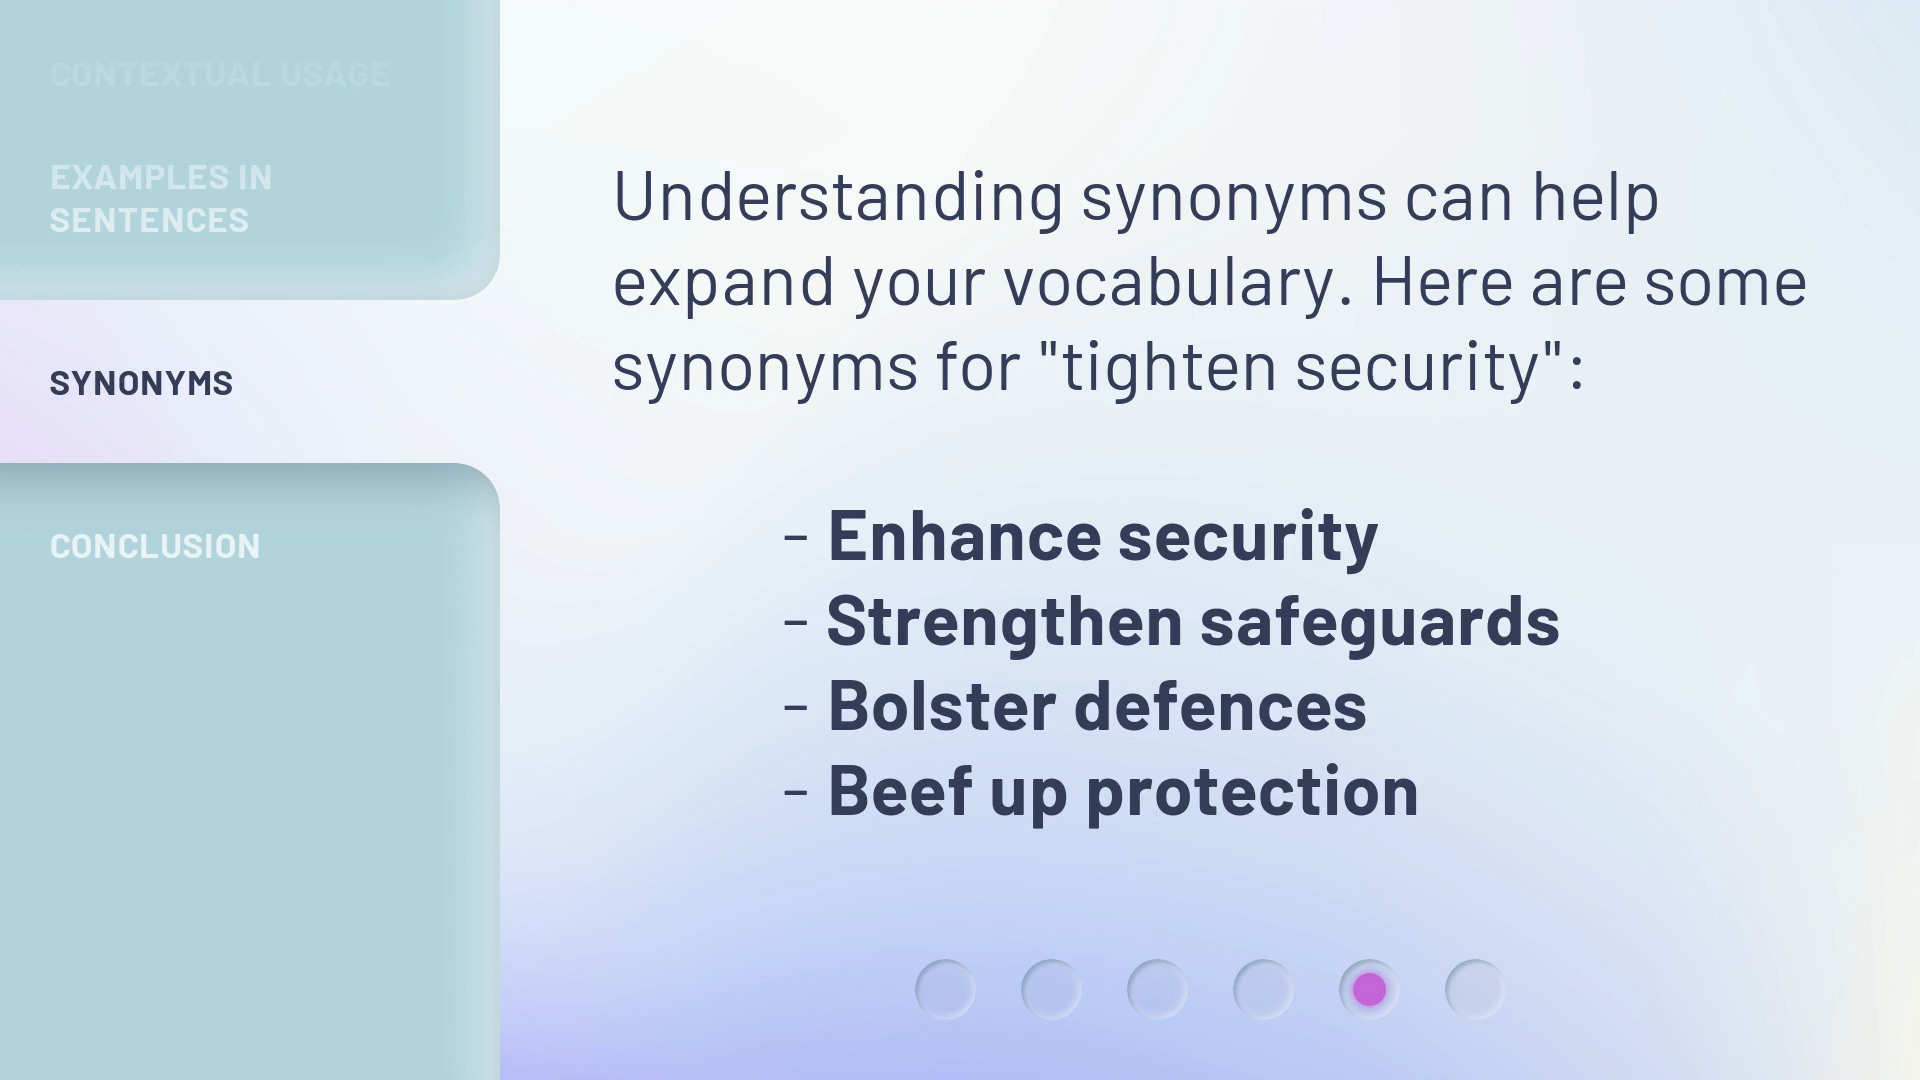 CONTEXTUAL USAGE
EXAMPLES IN
SENTENCES
SYNONYMS
CONCLUSION
Understanding synonyms can help
expand your vocabulary. Here are some
synonyms for "tighten security":
- Enhance security
- Strengthen safeguards
- Bolster defences
- Beef up protection